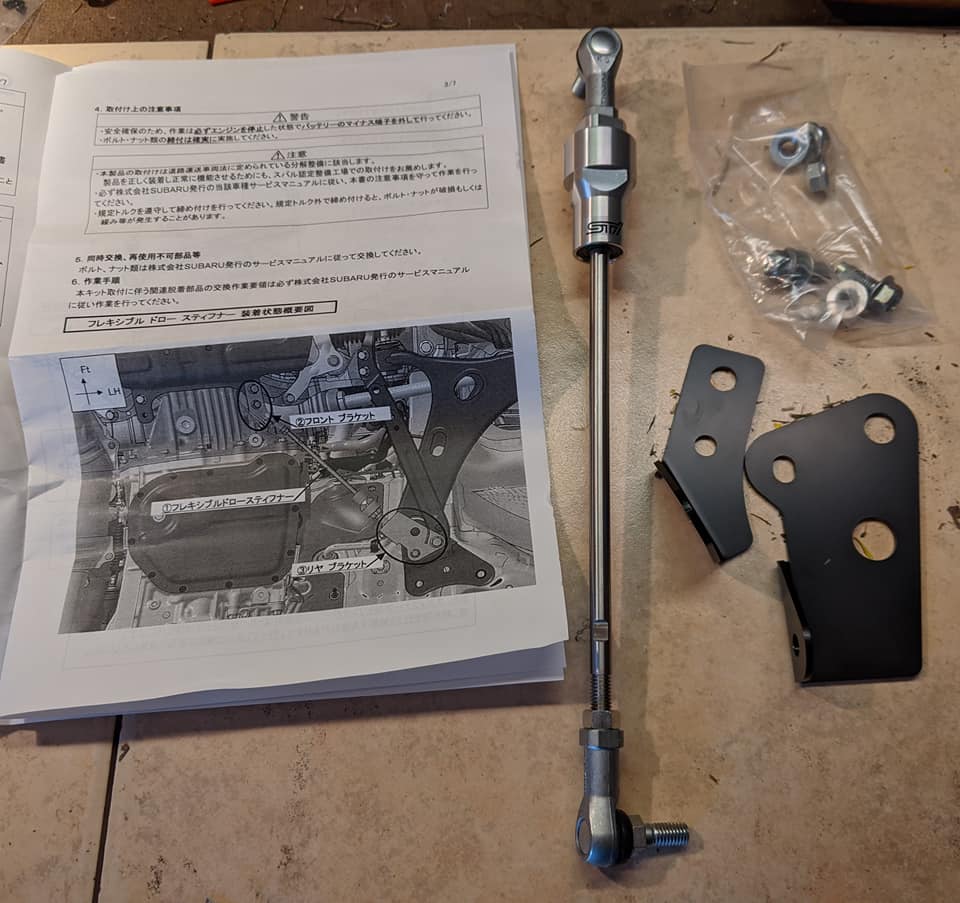 3/7
4. 取付け上の注意事項
⚠警告
・安全確保のため、作業は必ずエンジンを停止した状態でバッテリーのマイナス端子を外して行ってください。
・ボルト・ナット類の締付は確実に実施してください。
⚠注意
・本製品の取付けは道路運送車両法に定められている分解整備に該当します。
製品を正しく装着し正常に機能させるためにも、スバル認定整備工場での取付けをお薦めします。
・必ず株式会社SUBARU発行の当該車種サービスマニュアルに従い、本書の注意事項を守って作業を行っ
てください。
・規定トルクを遵守して締め付けを行ってください。規定トルク外で締め付けると、ボルト・ナットが破損もしくは
緩み等が発生することがあります。
5. 同時交換、再使用不可部品等
ボルト、ナット類は株式会社SUBARU発行のサービスマニュアルに従って交換してください。
6. 作業手順
本キット取付に伴う関連脱着部品の交換作業要領は必ず株式会社SUBARU発行のサービスマニュアル
に従い作業を行ってください。
フレキシブル ドロー スティフナー 装着状態概要図
Ft
LH
②フロント ブラケット
①フレキシブルドロースティフナー
③リヤ ブラケット
STI